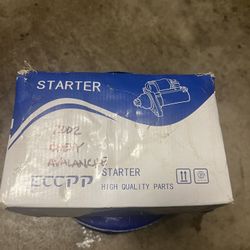 STARTER
2002
CHEVY
AVALANCHE
STARTER
ECCPP
HIGH QUALITY PARTS